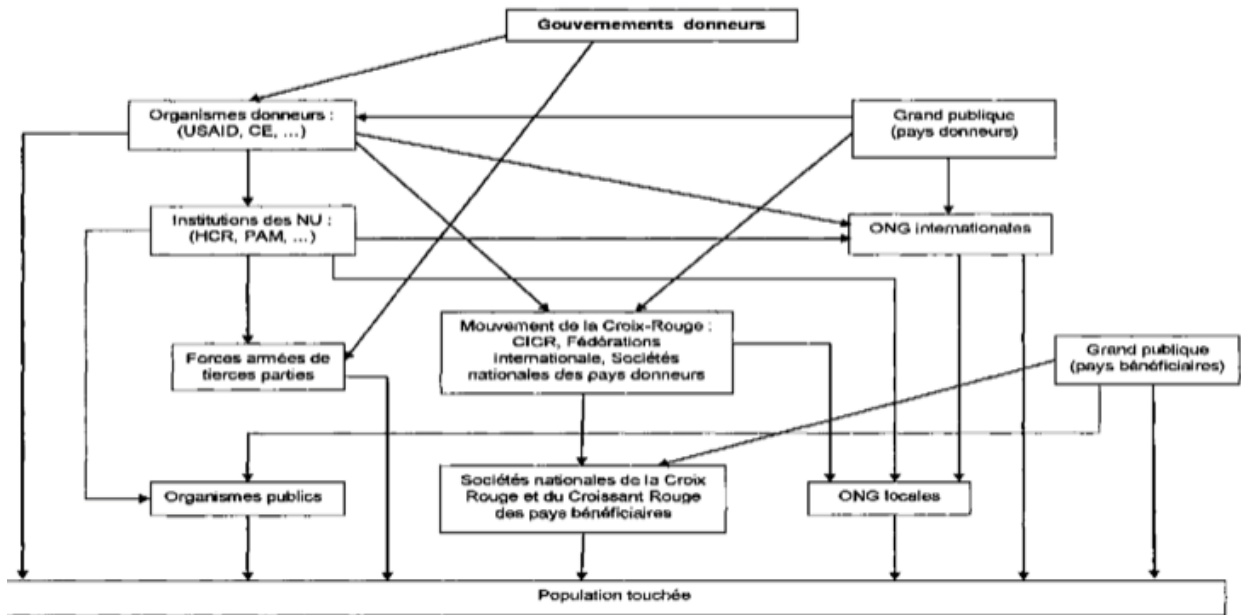 Gouvernements donneurs
Organismes donneurs :
(USAID, CE, ...)
Grand publique
(pays donneurs)
Institutions des NU :
(HCR, PAM, ...)
ONG internationales
Mouvement de la Croix-Rouge :
CICR, Fédérations
internationale, Sociétés
nationales des pays donneurs
Forces armées de
tierces parties
Grand publique
(pays bénéficiaires)
Organismes publics
Sociétés nationales de la Croix
Rouge et du Croissant Rouge
des pays bénéficiaires
ONG locales
Population touchée